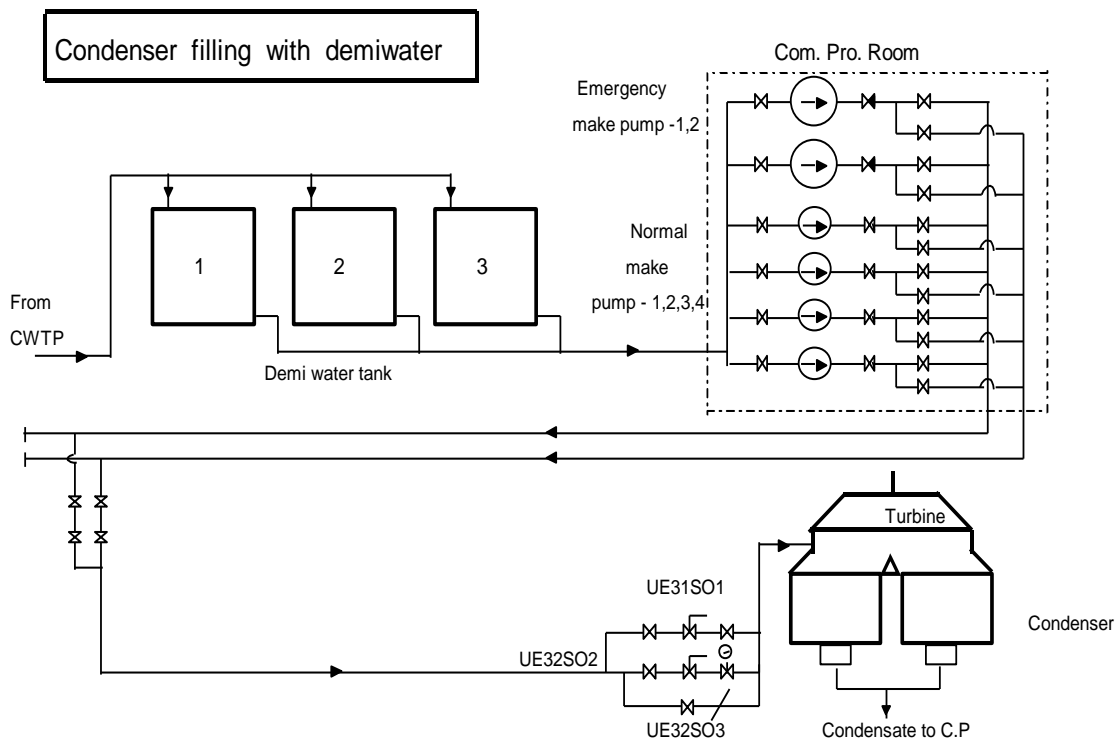 Condenser filling with demiwater
Com. Pro. Room
Emergency
make pump -1,2
Normal
make
pump - 1,2,3,4
1
2
3
From
CWTP
Demi water tank
Turbine
UE31SO1
Condenser
UE32SO2
UE32SO3
Condensate to C.P